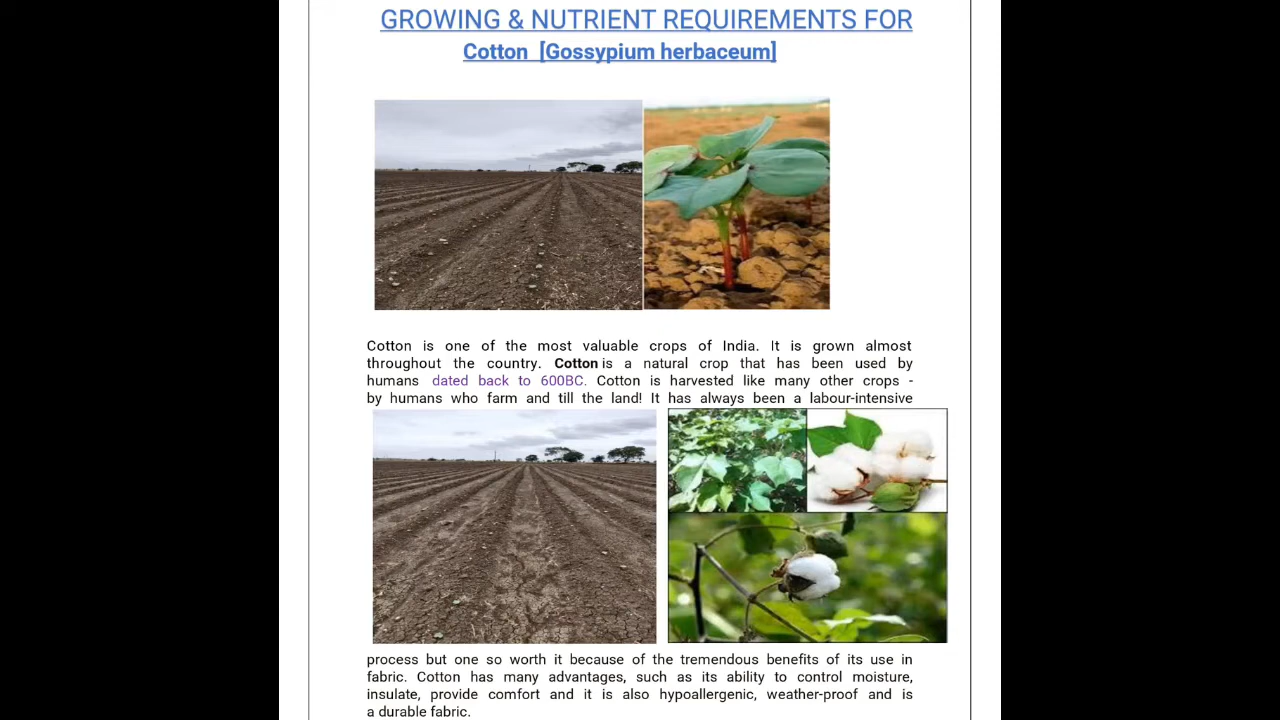 GROWING & NUTRIENT REQUIREMENTS FOR
Cotton [Gossypium herbaceum]
Cotton is one of the most valuable crops of India. It is grown almost
throughout the country. Cotton is a natural crop that has been used by
humans dated back to 600BC. Cotton is harvested like many other crops -
by humans who farm and till the land! It has always been a labour-intensive
process but one so worth it because of the tremendous benefits of its use in
fabric. Cotton has many advantages, such as its ability to control moisture,
insulate, provide comfort and it is also hypoallergenic, weather-proof and is
a durable fabric.